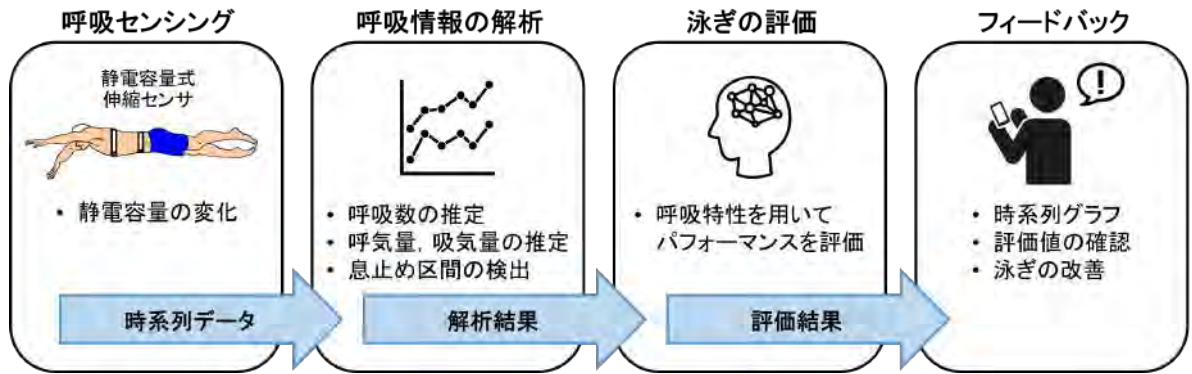 呼吸センシング
静電容量式
伸縮センサ
・ 静電容量の変化
時系列データ
呼吸情報の解析
・ 呼吸数の推定
・ 呼気量，吸気量の推定
・ 息止め区間の検出
解析結果
泳ぎの評価
・ 呼吸特性を用いて
パフォーマンスを評価
評価結果
フィードバック
!
・ 時系列グラフ
・ 評価値の確認
・ 泳ぎの改善